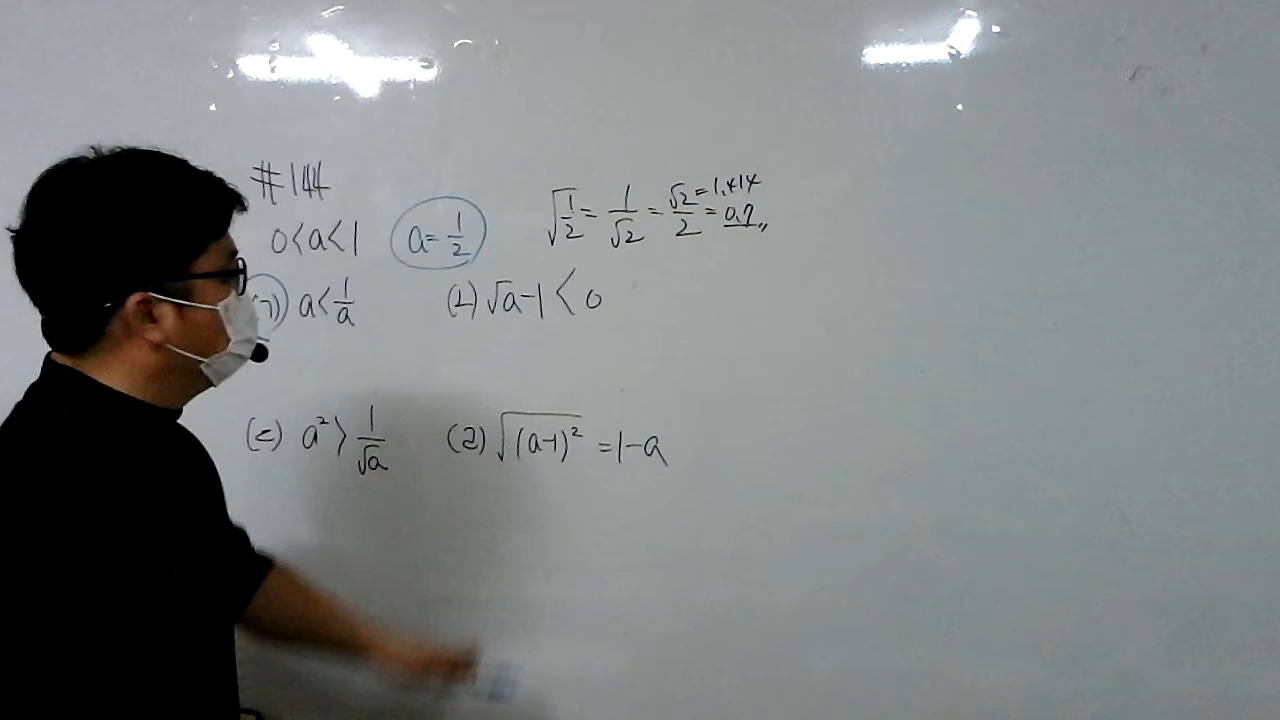 #144
0<a<1 a=1/2 √(1/2)=1/√2=√2/2=0.7,, √2=1.414
(ㄱ) a<1/a (ㄴ) √a-1<0
(ㄷ) a²>1/√a (ㄹ) √(a-1)² =1-a